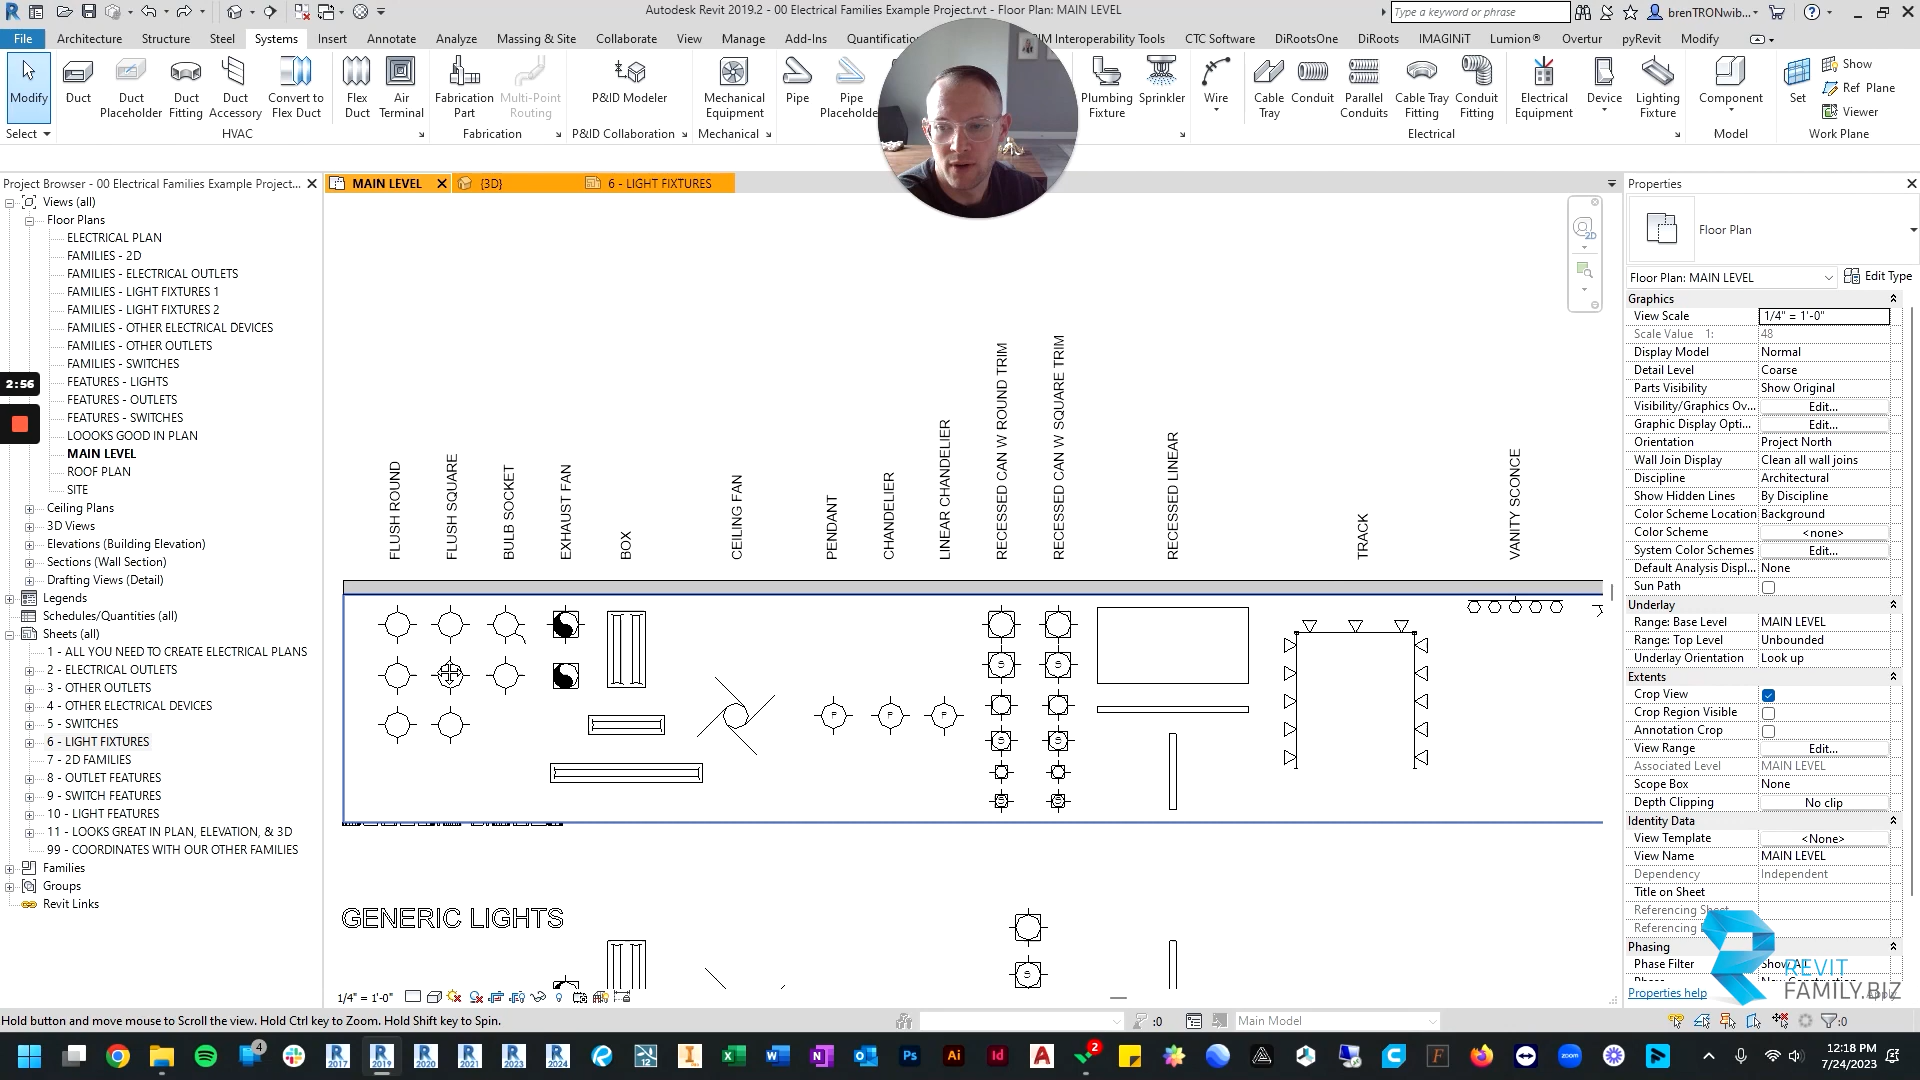 Autodesk Revit 2019.2 - 00 Electrical Families Example Project.rvt - Floor Plan: MAIN LEVEL
Type a keyword or phrase
brenTRONwib...
File Architecture Structure Steel Systems Insert Annotate Analyze Massing & Site Collaborate View Manage Add-Ins IM Interoperability Tools CTC Software DiRootsOne DiRoots IMAGINiT Lumion® Overtur pyRevit Modify
Modify Duct Duct Placeholder Duct Fitting Duct Accessory Convert to Flex Duct Flex Duct Air Terminal Fabrication Part Multi-Point Routing P&ID Modeler Mechanical Equipment Pipe Pipe Plumbing Fixture Sprinkler Wire Cable Tray Conduit Parallel Conduits Cable Tray Fitting Conduit Fitting Electrical Equipment Device Lighting Fixture Component Set Show Ref Plane Viewer
Select HVAC Fabrication P&ID Collaboration Mechanical Electrical Model Work Plane
Project Browser - 00 Electrical Families Example Project...
MAIN LEVEL {3D} 6 - LIGHT FIXTURES
Views (all)
Floor Plans
ELECTRICAL PLAN
FAMILIES - 2D
FAMILIES - ELECTRICAL OUTLETS
FAMILIES - LIGHT FIXTURES 1
FAMILIES - LIGHT FIXTURES 2
FAMILIES - OTHER ELECTRICAL DEVICES
FAMILIES - OTHER OUTLETS
FAMILIES - SWITCHES
FEATURES - LIGHTS
FEATURES - OUTLETS
FEATURES - SWITCHES
LOOOKS GOOD IN PLAN
MAIN LEVEL
ROOF PLAN
SITE
Ceiling Plans
3D Views
Elevations (Building Elevation)
Sections (Wall Section)
Drafting Views (Detail)
Legends
Schedules/Quantities (all)
Sheets (all)
1 - ALL YOU NEED TO CREATE ELECTRICAL PLANS
2 - ELECTRICAL OUTLETS
3 - OTHER OUTLETS
4 - OTHER ELECTRICAL DEVICES
5 - SWITCHES
6 - LIGHT FIXTURES
7 - 2D FAMILIES
8 - OUTLET FEATURES
9 - SWITCH FEATURES
10 - LIGHT FEATURES
11 - LOOKS GREAT IN PLAN, ELEVATION, & 3D
99 - COORDINATES WITH OUR OTHER FAMILIES
Families
Groups
Revit Links
2:56
FLUSH ROUND
FLUSH SQUARE
BULB SOCKET
EXHAUST FAN
BOX
CEILING FAN
PENDANT
CHANDELIER
LINEAR CHANDELIER
RECESSED CAN W ROUND TRIM
RECESSED CAN W SQUARE TRIM
RECESSED LINEAR
TRACK
VANITY SCONCE
S S
P P P
S S
S S
GENERIC LIGHTS
S
2D
Properties
Floor Plan
Floor Plan: MAIN LEVEL Edit Type
Graphics
View Scale 1/4" = 1'-0"
Scale Value 1: 48
Display Model Normal
Detail Level Coarse
Parts Visibility Show Original
Visibility/Graphics Ov... Edit...
Graphic Display Opti... Edit...
Orientation Project North
Wall Join Display Clean all wall joins
Discipline Architectural
Show Hidden Lines By Discipline
Color Scheme Location Background
Color Scheme <none>
System Color Schemes Edit...
Default Analysis Displ... None
Sun Path
Underlay
Range: Base Level MAIN LEVEL
Range: Top Level Unbounded
Underlay Orientation Look up
Extents
Crop View
Crop Region Visible
Annotation Crop
View Range Edit...
Associated Level MAIN LEVEL
Scope Box None
Depth Clipping No clip
Identity Data
View Template <None>
View Name MAIN LEVEL
Dependency Independent
Title on Sheet
Referencing
Referencing
Phasing
Phase Filter Show All
Properties help
REVIT
FAMILY.BIZ
1/4" = 1'-0"
Hold button and move mouse to Scroll the view. Hold Ctrl key to Zoom. Hold Shift key to Spin.
:0 Main Model :0
4 2017 2019 2020 2021 2023 2024 12 2 zoom
12:18 PM
7/24/2023